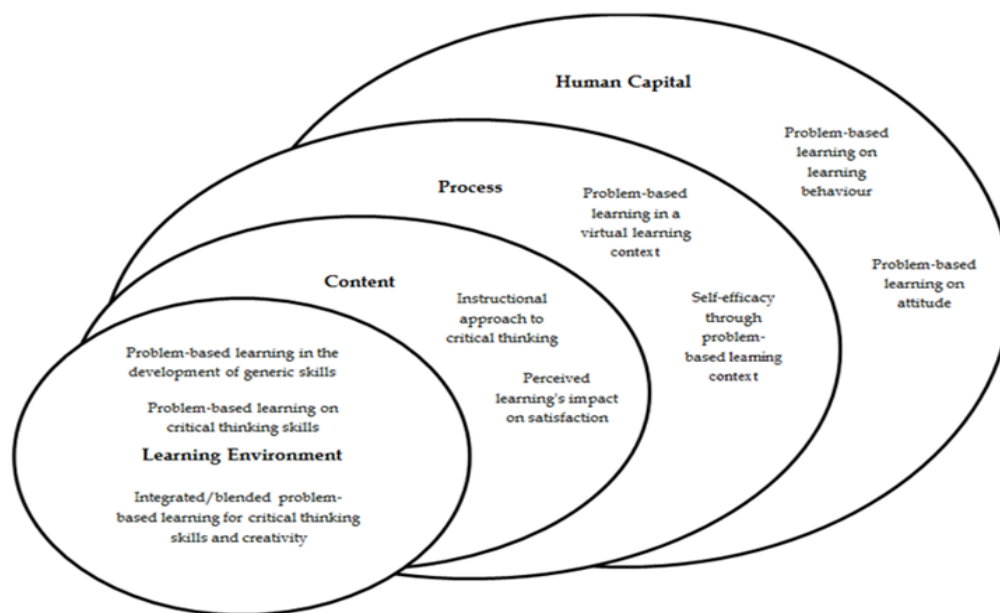 Human Capital
Problem-based
learning on
learning
behaviour
Problem-based
learning on
attitude
Process
Problem-based
learning in a
virtual learning
context
Self-efficacy
through
problem-
based learning
context
Content
Instructional
approach to
critical thinking
Perceived
learning's impact
on satisfaction
Problem-based learning in the
development of generic skills
Problem-based learning on
critical thinking skills
Learning Environment
Integrated/blended problem-
based learning for critical thinking
skills and creativity